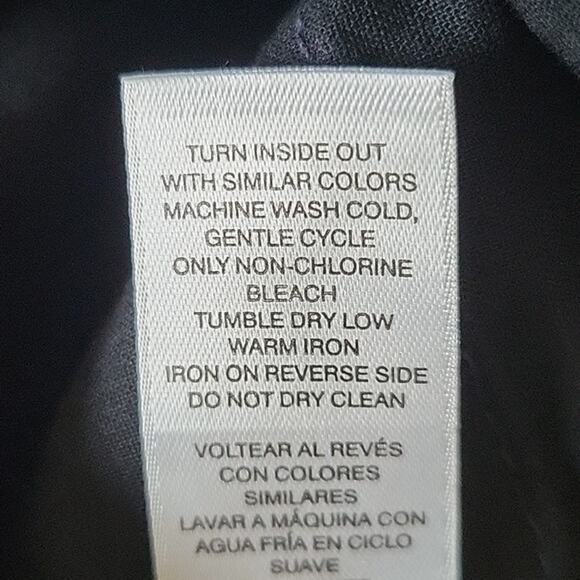 TURN INSIDE OUT
WITH SIMILAR COLORS
MACHINE WASH COLD,
GENTLE CYCLE
ONLY NON-CHLORINE
BLEACH
TUMBLE DRY LOW
WARM IRON
IRON ON REVERSE SIDE
DO NOT DRY CLEAN
VOLTEAR AL REVÉS
CON COLORES
SIMILARES
LAVAR A MÁQUINA CON
AGUA FRÍA EN CICLO
SUAVE